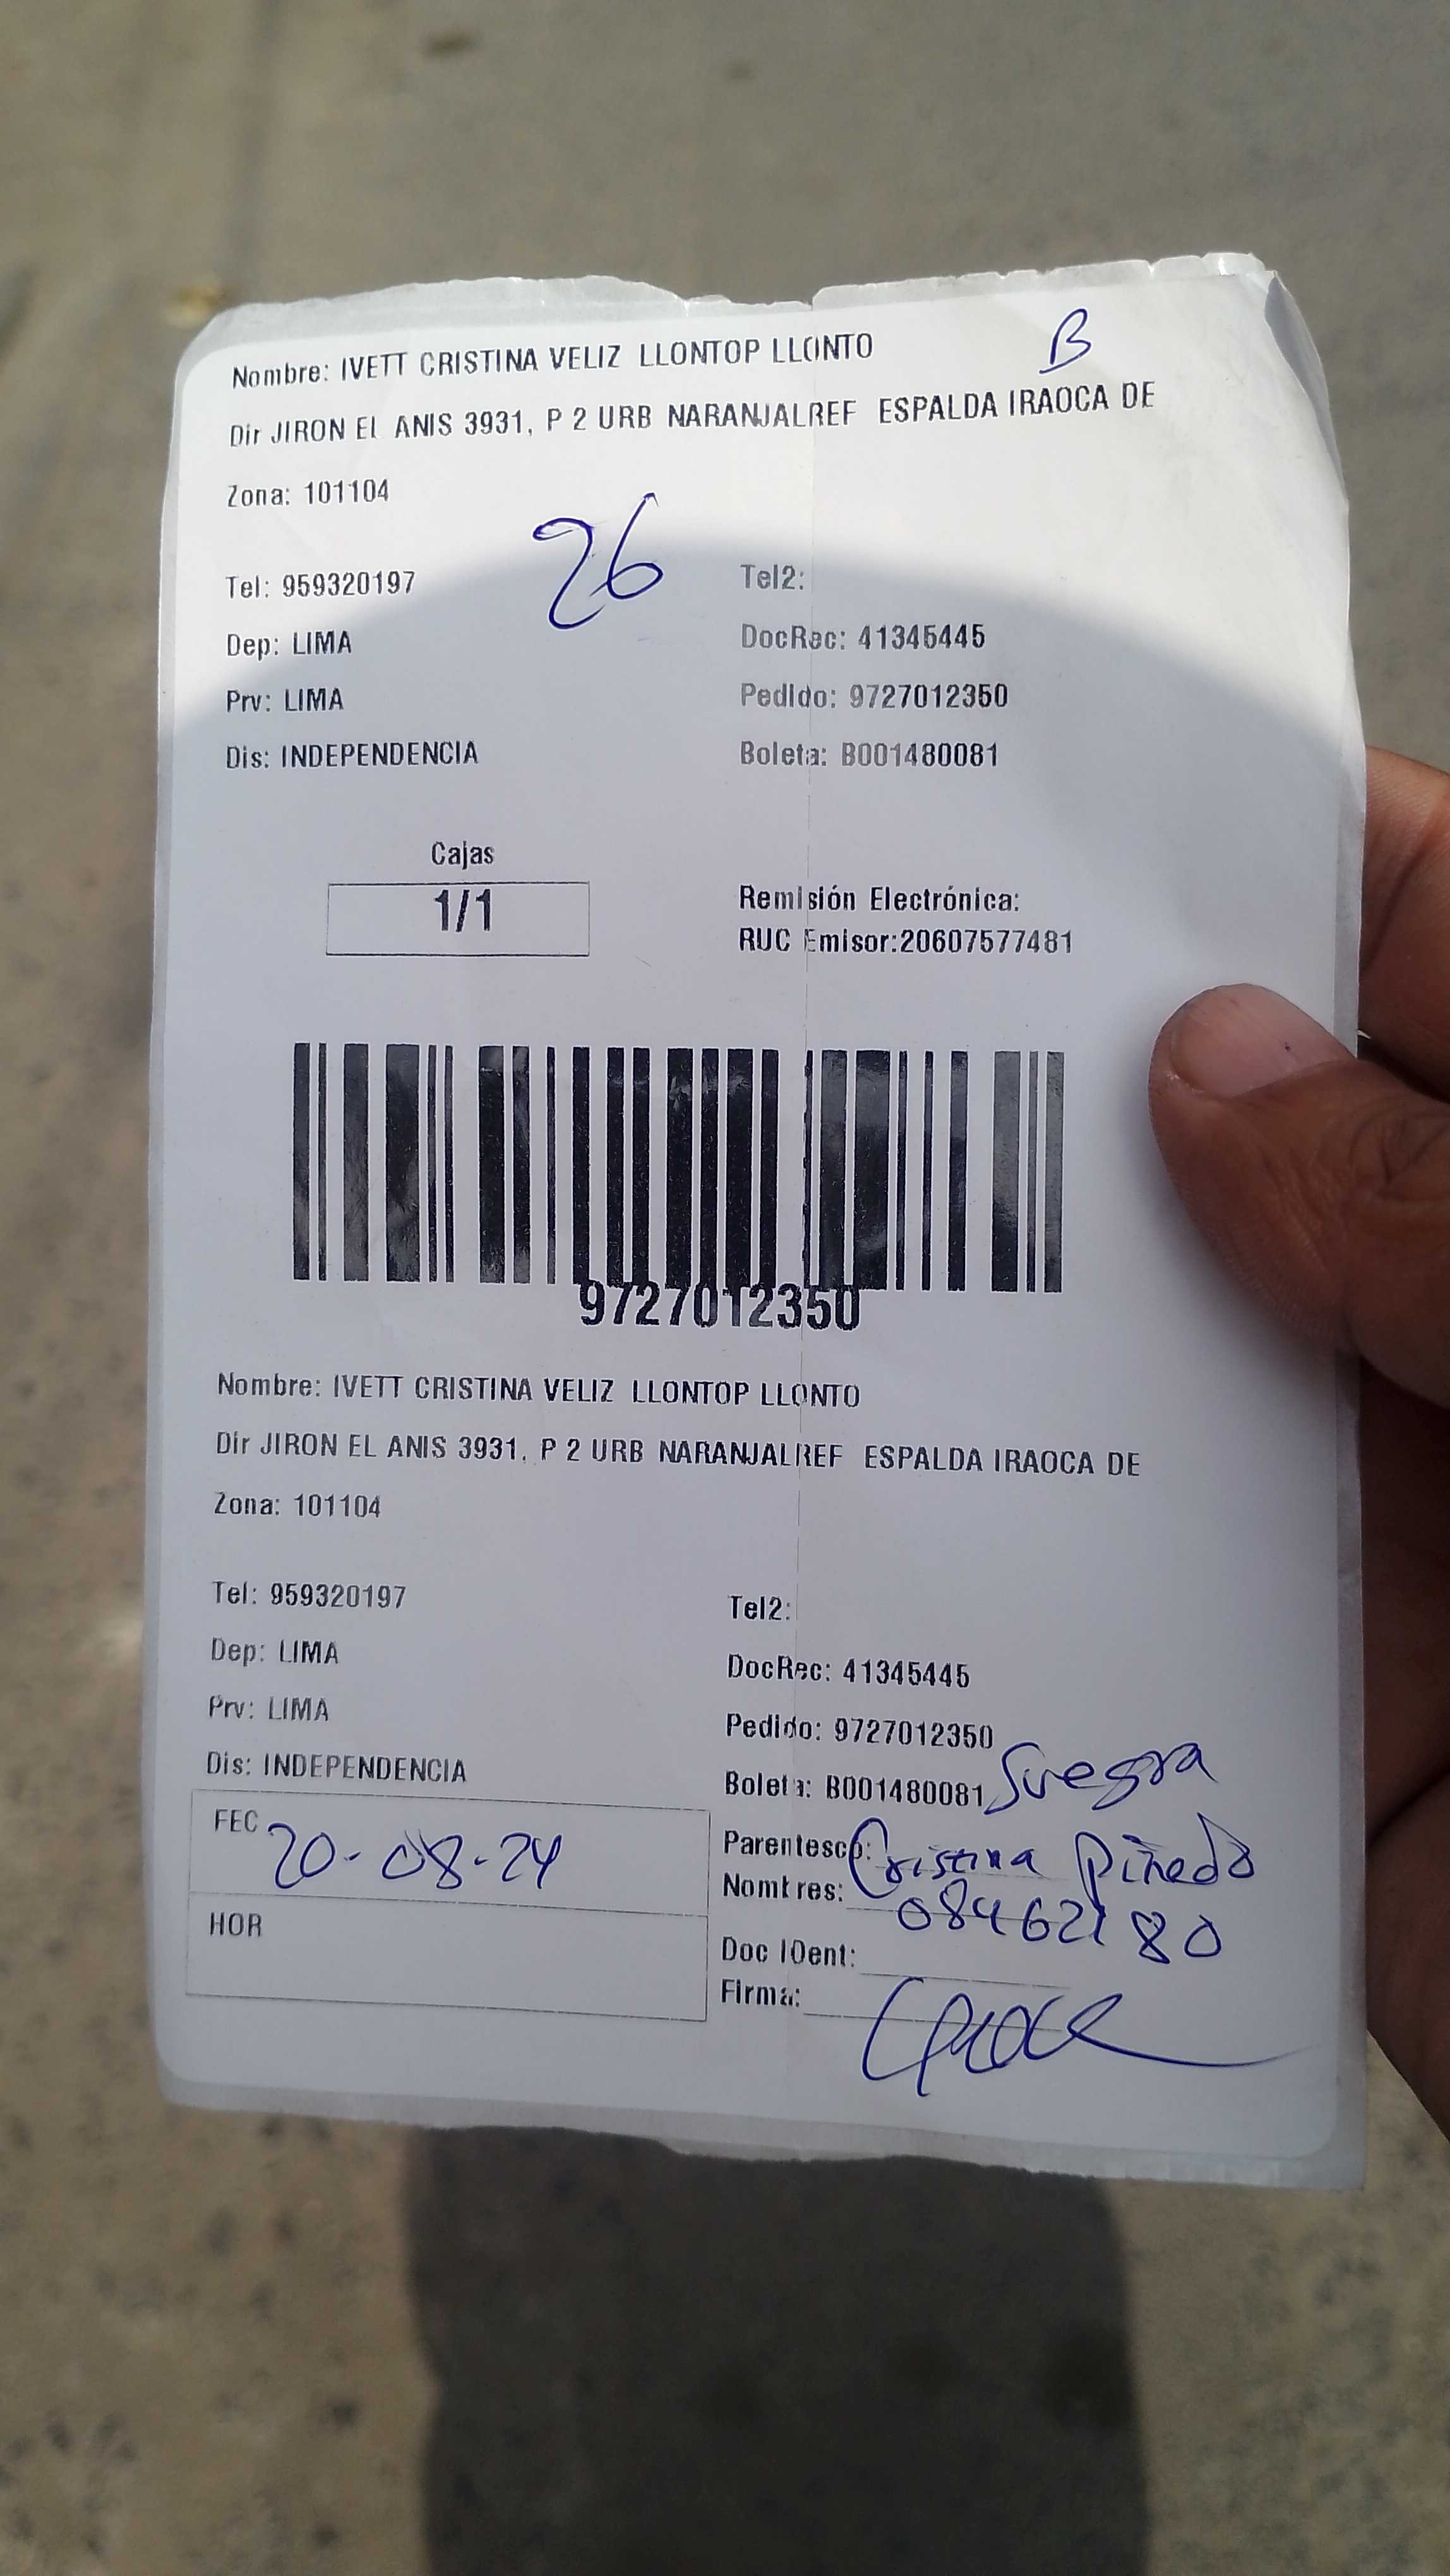 Nombre: IVETT CRISTINA VELIZ LLONTOP LLONTO
B
Dir JIRON EL ANIS 3931, P 2 URB NARANJALREF ESPALDA IRAOCA DE
Zona: 101104
26
Tel: 959320197
Tel2:
Dep: LIMA
DocRec: 41345445
Prv: LIMA
Pedido: 9727012350
Dis: INDEPENDENCIA
Boleta: B001480081
Cajas
1/1
Remisión Electrónica:
RUC Emisor:20607577481
9727012350
Nombre: IVETT CRISTINA VELIZ LLONTOP LLONTO
Dir JIRON EL ANIS 3931, P 2 URB NARANJALREF ESPALDA IRAOCA DE
Zona: 101104
Tel: 959320197
Tel2:
Dep: LIMA
DocRec: 41345445
Prv: LIMA
Pedido: 9727012350
Dis: INDEPENDENCIA
Boleta: B001480081
Suegra
FEC 20-08-24
Parentesco:
Cristina Piñedo
Nombres:
08462180
HOR
Doc IDent:
Firma: